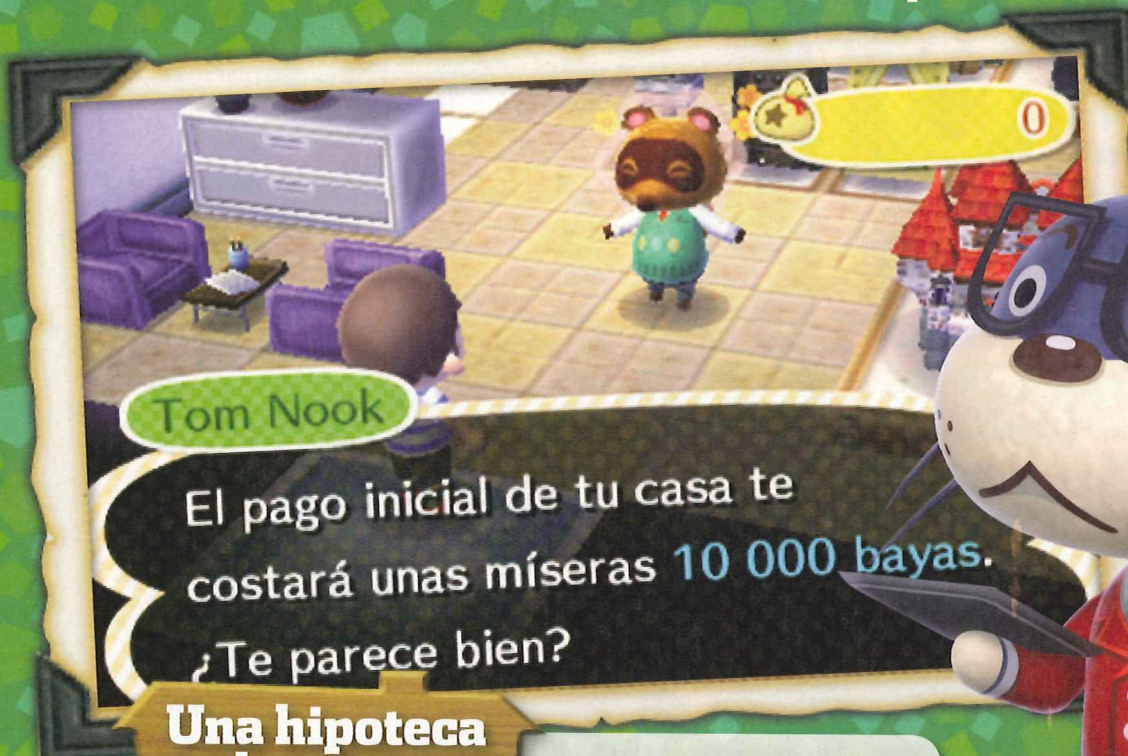 0
Tom Nook
El pago inicial de tu casa te
costará unas míseras 10 000 bayas.
¿Te parece bien?
Una hipoteca